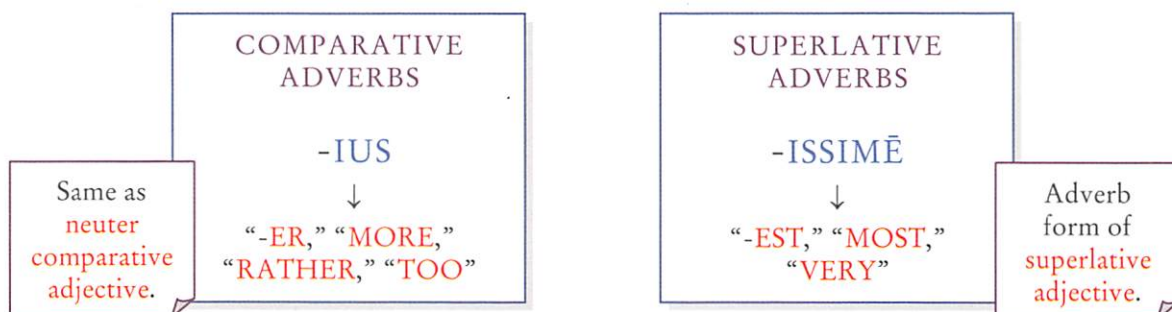 COMPARATIVE
ADVERBS
-IUS
↓
“-ER,” “MORE,”
“RATHER,” “TOO”
Same as
neuter
comparative
adjective.
SUPERLATIVE
ADVERBS
-ISSIMĒ
↓
“-EST,” “MOST,”
“VERY”
Adverb
form of
superlative
adjective.